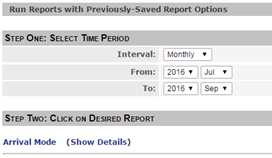 Run Reports with Previously-Saved Report Options
Step One: Select Time Period
Interval: Monthly
From: 2016 Jul
To: 2016 Sep
Step Two: Click on Desired Report
Arrival Mode (Show Details)